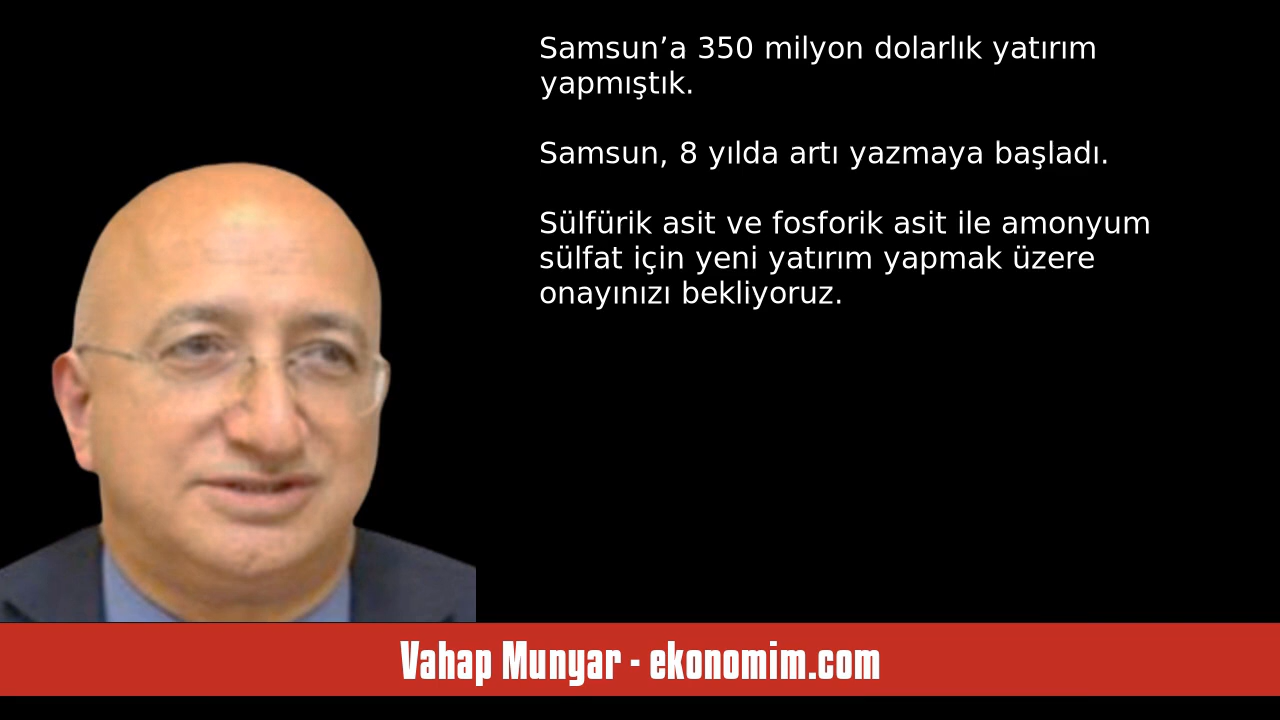 Samsun’a 350 milyon dolarlık yatırım
yapmıştık.
Samsun, 8 yılda artı yazmaya başladı.
Sülfürik asit ve fosforik asit ile amonyum
sülfat için yeni yatırım yapmak üzere
onayınızı bekliyoruz.
Vahap Munyar - ekonomim.com